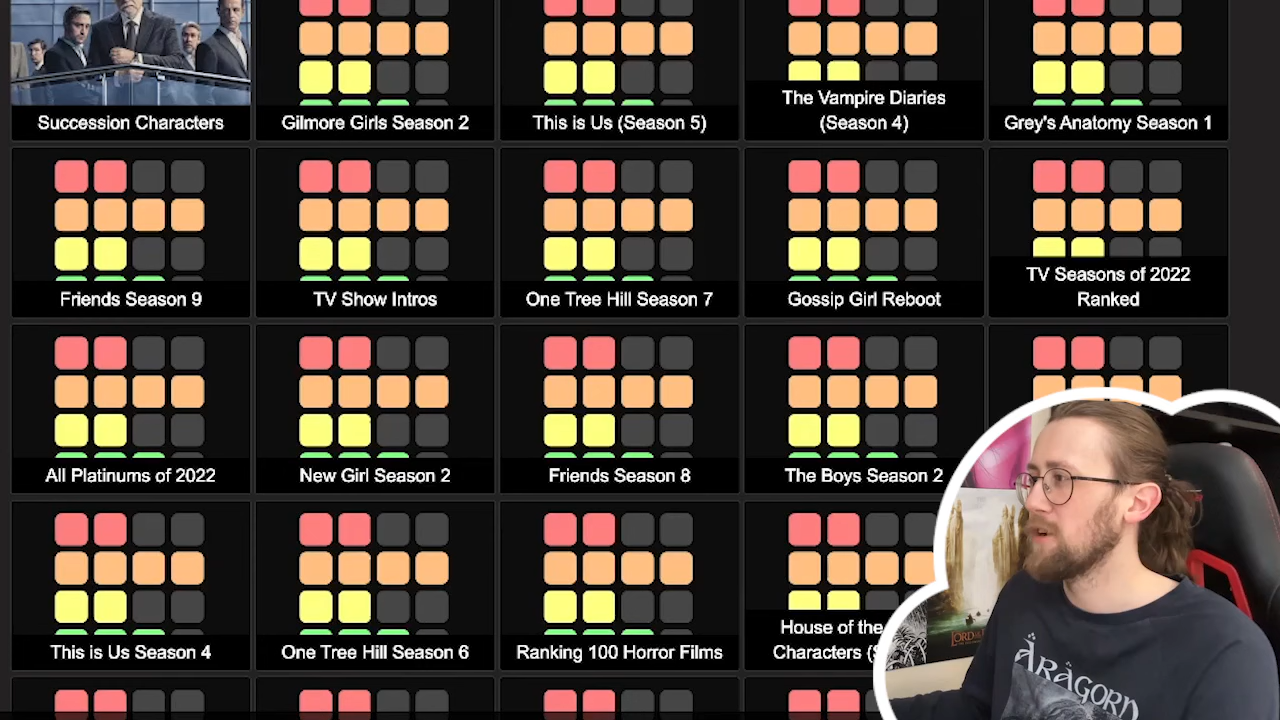 Succession Characters
Gilmore Girls Season 2
This is Us (Season 5)
The Vampire Diaries
(Season 4)
Grey's Anatomy Season 1
Friends Season 9
TV Show Intros
One Tree Hill Season 7
Gossip Girl Reboot
TV Seasons of 2022
Ranked
All Platinums of 2022
New Girl Season 2
Friends Season 8
The Boys Season 2
This is Us Season 4
One Tree Hill Season 6
Ranking 100 Horror Films
House of the
Characters (
ARAGORN